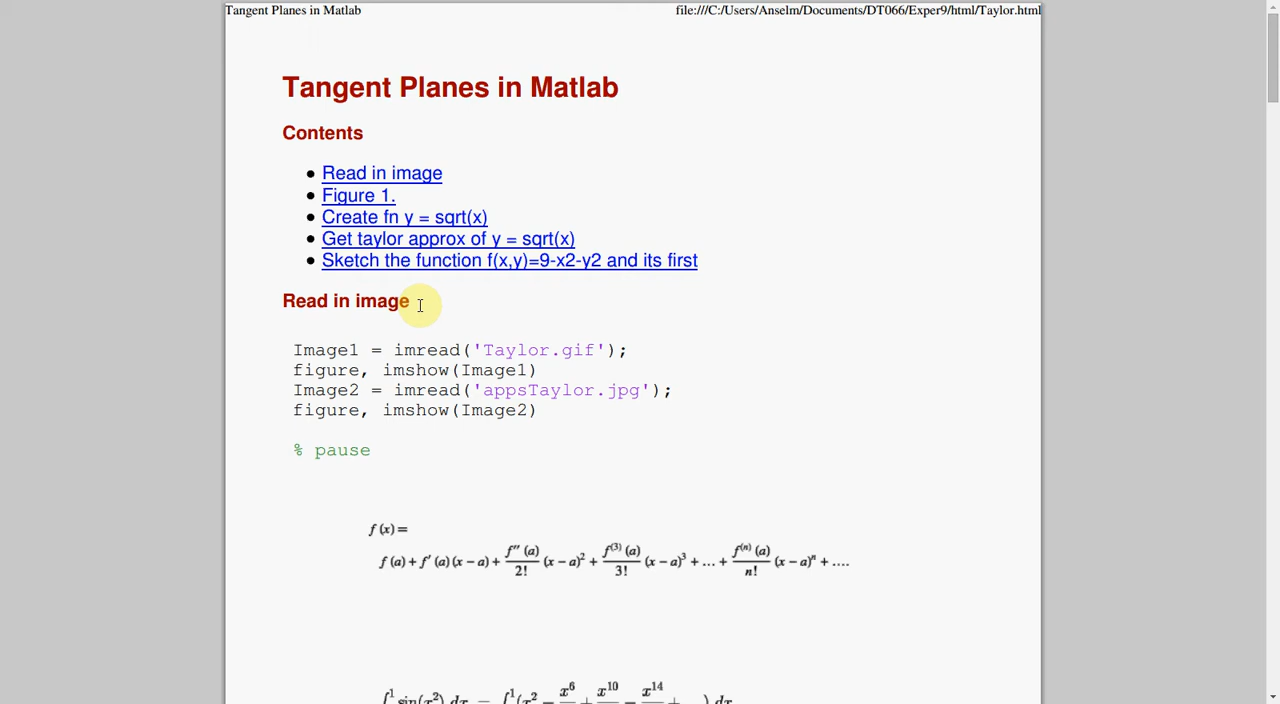 Tangent Planes in Matlab
file:///C:/Users/Anselm/Documents/DT066/Exper9/html/Taylor.html
Tangent Planes in Matlab
Contents
● Read in image
● Figure 1.
● Create fn y = sqrt(x)
● Get taylor approx of y = sqrt(x)
● Sketch the function f(x,y)=9-x2-y2 and its first
Read in image
Image1 = imread('Taylor.gif');
figure, imshow(Image1)
Image2 = imread('appsTaylor.jpg');
figure, imshow(Image2)
% pause
f(x)=
f(a)+f′(a)(x−a)+f″(a)/2!(x−a)²+f⁽³⁾(a)/3!(x−a)³+…+f⁽ⁿ⁾(a)/n!(x−a)ⁿ+….